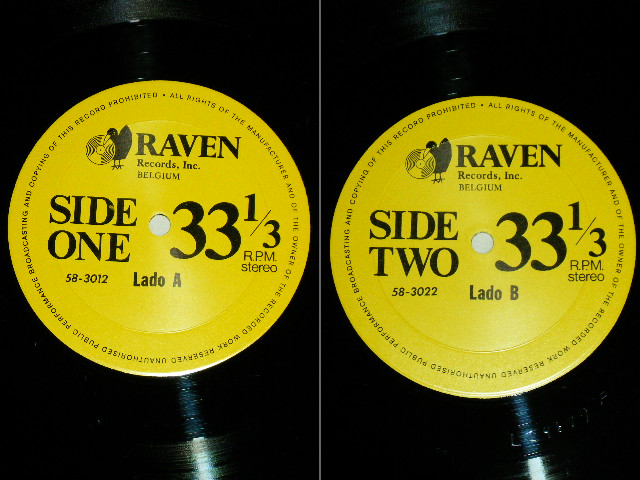 PUBLIC PERFORMANCE BROADCASTING AND COPYING OF THIS RECORD PROHIBITED • ALL RIGHTS OF THE MANUFACTURER AND OF THE OWNER OF THE RECORDED WORK RESERVED UNAUTHORISED
RAVEN
Records, Inc.
BELGIUM
SIDE
ONE
33 1/3
R.P.M.
stereo
58-3012
Lado A
PUBLIC PERFORMANCE BROADCASTING AND COPYING OF THIS RECORD PROHIBITED • ALL RIGHTS OF THE MANUFACTURER AND OF THE OWNER OF THE RECORDED WORK RESERVED UNAUTHORISED
RAVEN
Records, Inc.
BELGIUM
SIDE
TWO
33 1/3
R.P.M.
stereo
58-3022
Lado B